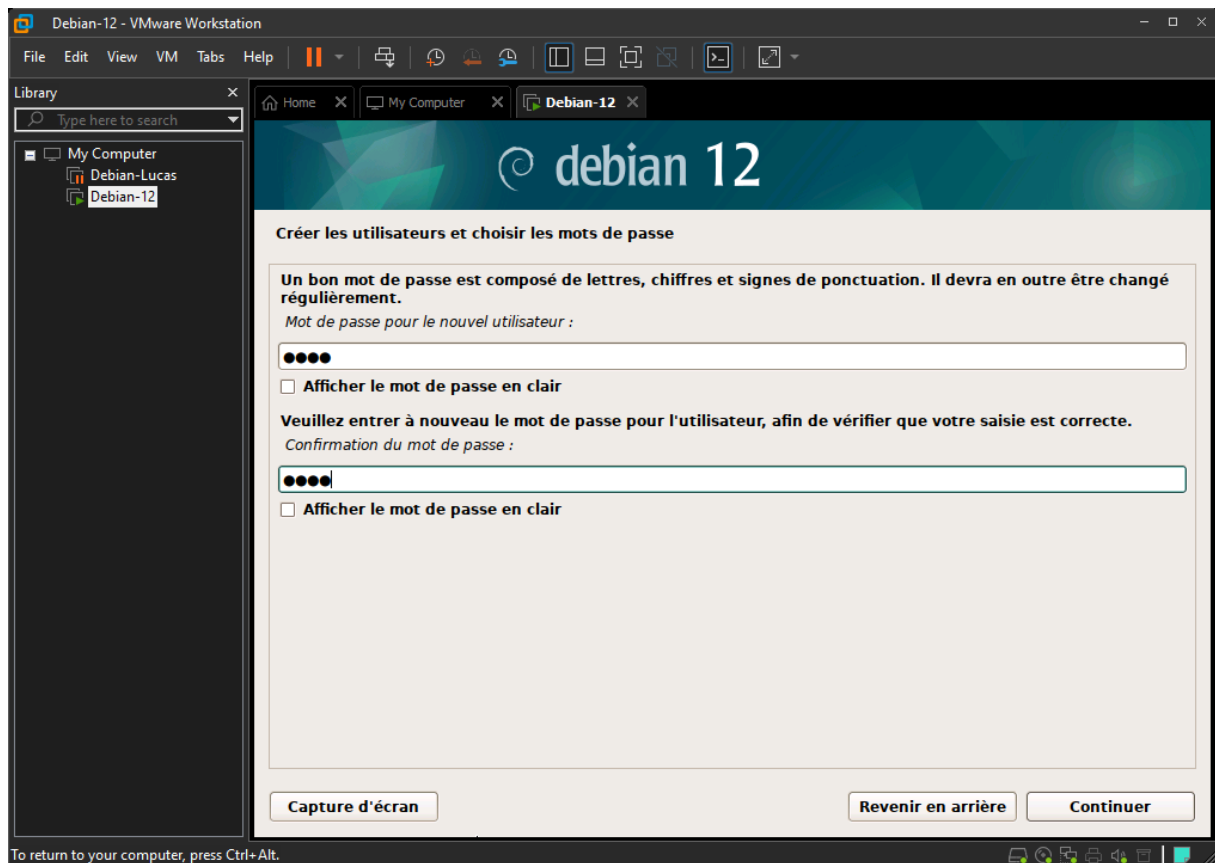 Debian-12 - VMware Workstation
File Edit View VM Tabs Help
Library
Type here to search
My Computer
Debian-Lucas
Debian-12
Home
My Computer
Debian-12
debian 12
Créer les utilisateurs et choisir les mots de passe
Un bon mot de passe est composé de lettres, chiffres et signes de ponctuation. Il devra en outre être changé
régulièrement.
Mot de passe pour le nouvel utilisateur :
●●●●
Afficher le mot de passe en clair
Veuillez entrer à nouveau le mot de passe pour l'utilisateur, afin de vérifier que votre saisie est correcte.
Confirmation du mot de passe :
●●●●
Afficher le mot de passe en clair
Capture d'écran
Revenir en arrière
Continuer
To return to your computer, press Ctrl+Alt.